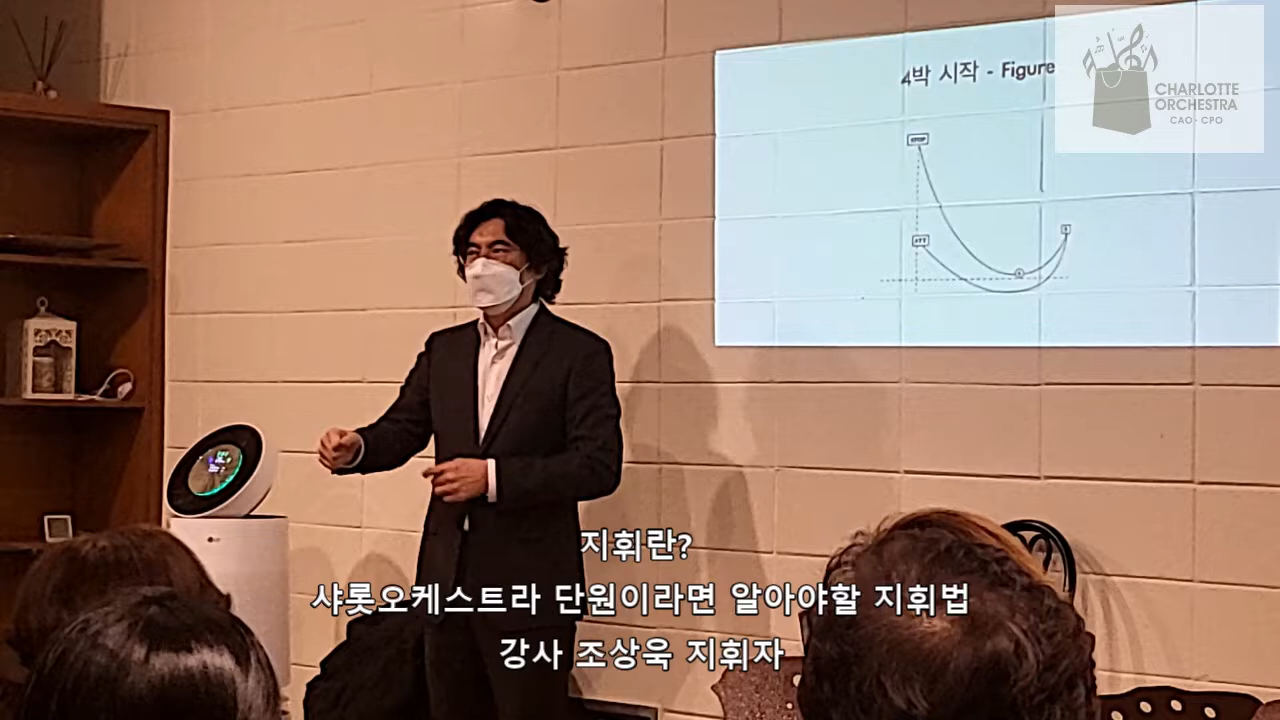 4박 시작 - Figure
CHARLOTTE
ORCHESTRA
CAO· CPO
STOP
ATT
지휘란?
샤롯오케스트라 단원이라면 알아야할 지휘법
강사 조상욱 지휘자